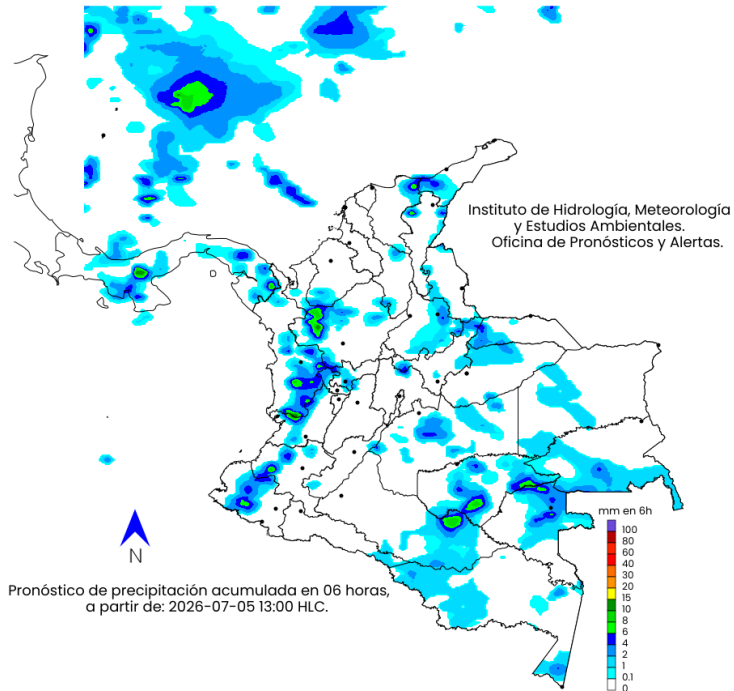 Instituto de Hidrología, Meteorología
y Estudios Ambientales.
Oficina de Pronósticos y Alertas.
N
mm en 6h
100
80
60
40
30
20
15
10
8
6
4
2
1
0.1
0
Pronóstico de precipitación acumulada en 06 horas,
a partir de: 2026-07-05 13:00 HLC.